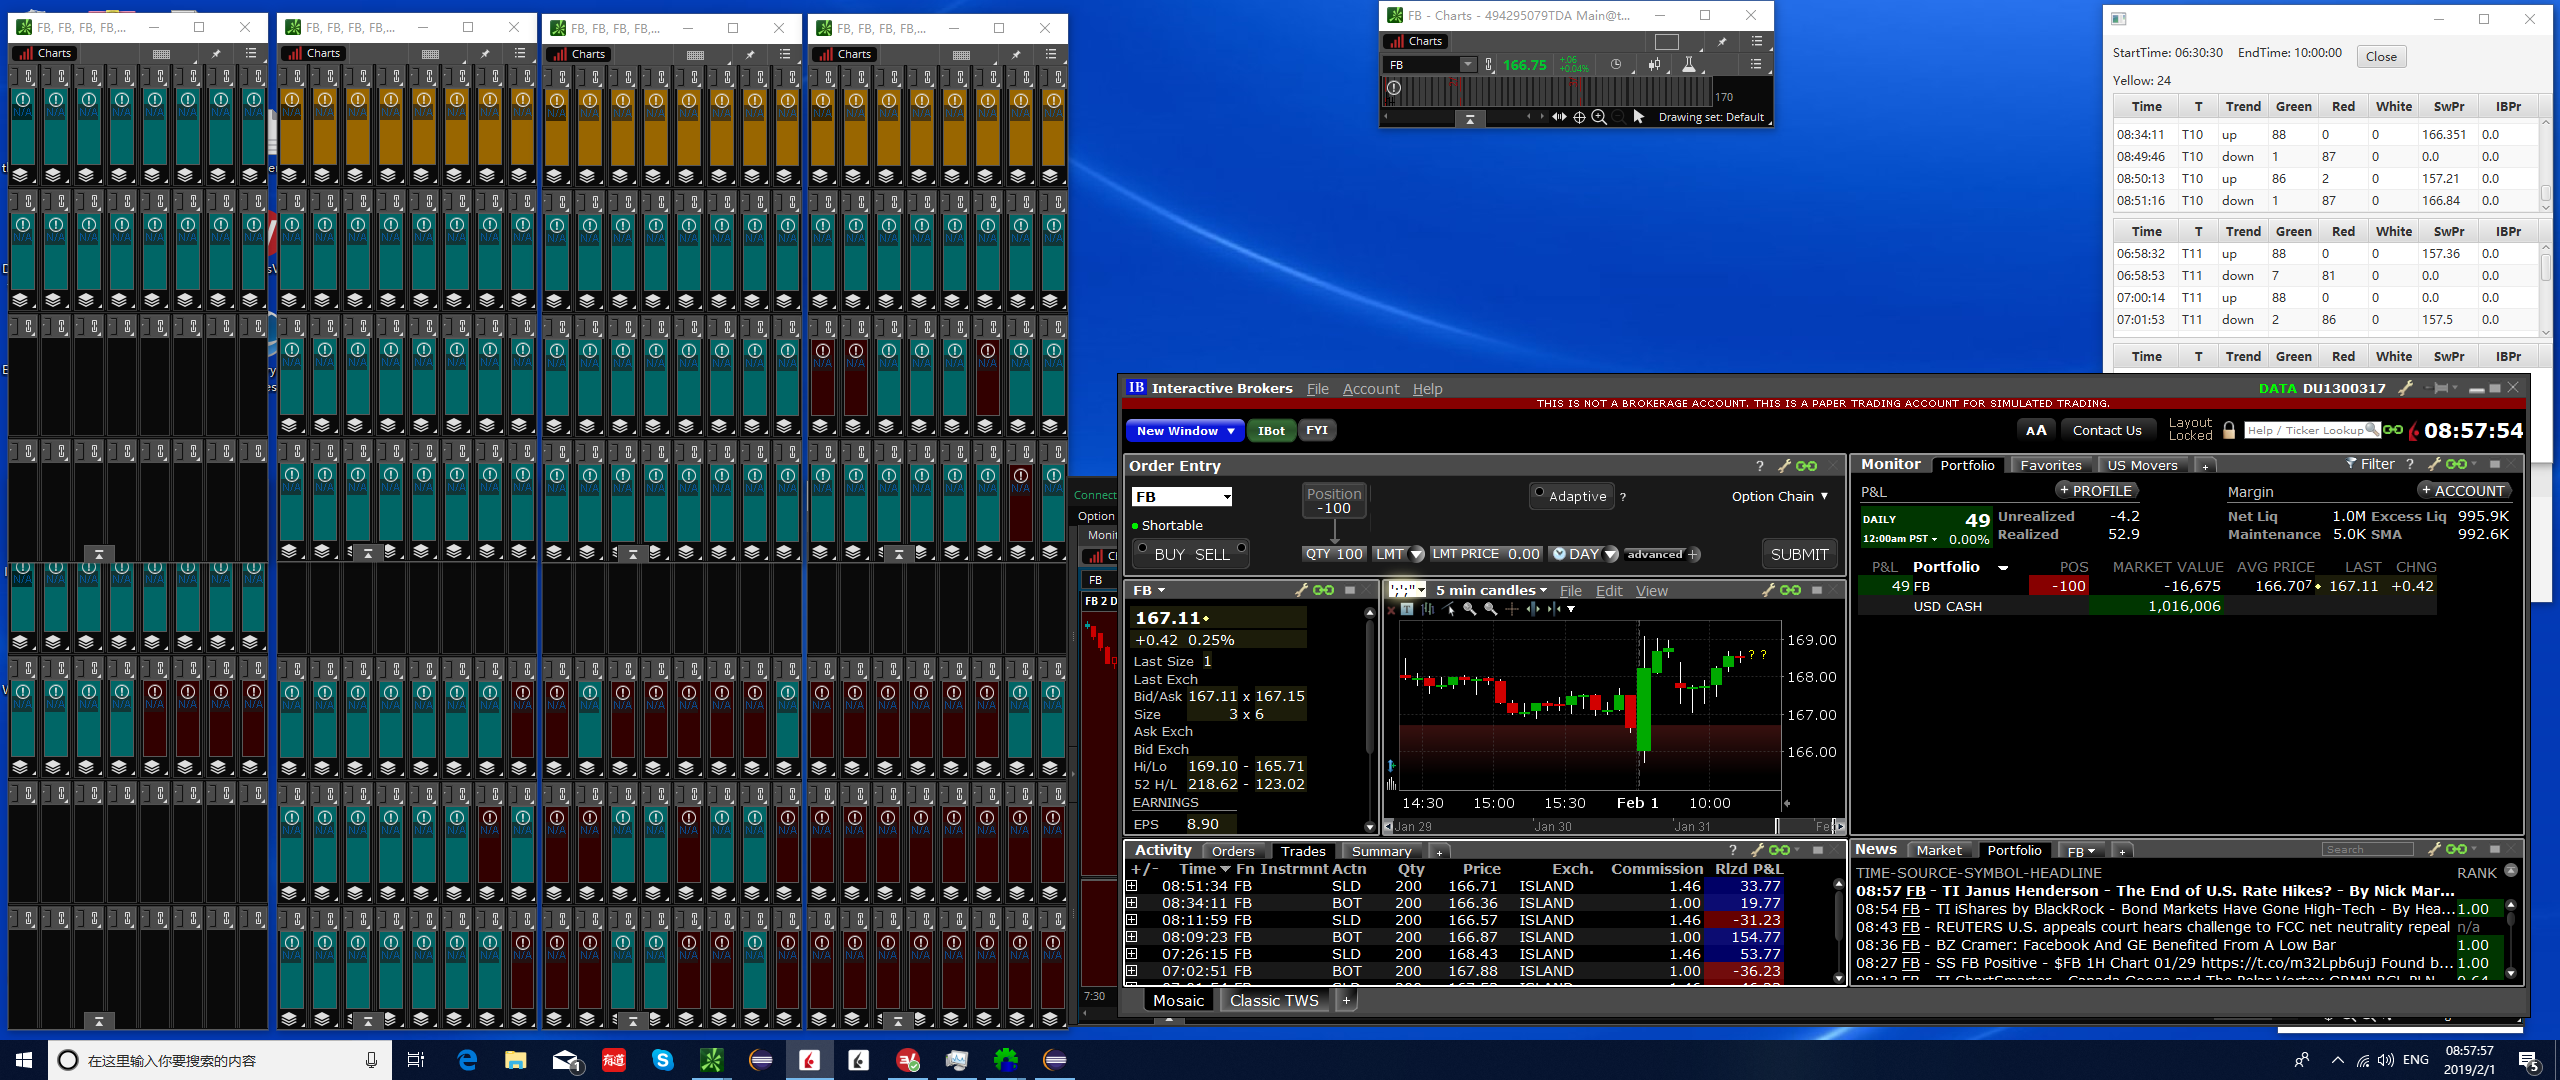 FB, FB, FB, FB,...
FB, FB, FB, FB,...
FB, FB, FB, FB,...
FB, FB, FB, FB,...
Charts
Charts
Charts
Charts
FB - Charts - 494295079TDA Main@t...
Charts
FB
166.75
+.06
+0.04%
170
Drawing set: Default
StartTime: 06:30:30 EndTime: 10:00:00 Close
Yellow: 24
Time T Trend Green Red White SwPr IBPr
08:34:11 T10 up 88 0 0 166.351 0.0
08:49:46 T10 down 1 87 0 0.0 0.0
08:50:13 T10 up 86 2 0 157.21 0.0
08:51:16 T10 down 1 87 0 166.84 0.0
Time T Trend Green Red White SwPr IBPr
06:58:32 T11 up 88 0 0 157.36 0.0
06:58:53 T11 down 7 81 0 0.0 0.0
07:00:14 T11 up 88 0 0 0.0 0.0
07:01:53 T11 down 2 86 0 157.5 0.0
Time T Trend Green Red White SwPr IBPr
IB Interactive Brokers File Account Help
DATA DU1300317
THIS IS NOT A BROKERAGE ACCOUNT. THIS IS A PAPER TRADING ACCOUNT FOR SIMULATED TRADING.
New Window IBot FYI
AA Contact Us Layout Locked Help / Ticker Lookup 08:57:54
Order Entry ?
FB
Position
-100
Adaptive ?
Option Chain
Shortable
BUY SELL
QTY 100 LMT LMT PRICE 0.00 DAY advanced + SUBMIT
Monitor Portfolio Favorites US Movers + Filter ?
P&L + PROFILE Margin + ACCOUNT
DAILY 49 Unrealized -4.2 Net Liq 1.0M Excess Liq 995.9K
12:00am PST 0.00% Realized 52.9 Maintenance 5.0K SMA 992.6K
P&L Portfolio POS MARKET VALUE AVG PRICE LAST CHNG
49 FB -100 -16,675 166.707 167.11 +0.42
USD CASH 1,016,006
FB
167.11
+0.42 0.25%
Last Size 1
Last Exch
Bid/Ask 167.11 x 167.15
Size 3 x 6
Ask Exch
Bid Exch
Hi/Lo 169.10 - 165.71
52 H/L 218.62 - 123.02
EARNINGS
EPS 8.90
5 min candles File Edit View
169.00
168.00
167.00
166.00
? ?
14:30 15:00 15:30 Feb 1 10:00
Jan 29 Jan 30 Jan 31
Connect
Option
Monit
FB
FB 2 D
7:30
Activity Orders Trades Summary + ?
+/- Time Fn Instrmnt Actn Qty Price Exch. Commission Rlzd P&L
08:51:34 FB SLD 200 166.71 ISLAND 1.46 33.77
08:34:11 FB BOT 200 166.36 ISLAND 1.00 19.77
08:11:59 FB SLD 200 166.57 ISLAND 1.46 -31.23
08:09:23 FB BOT 200 166.87 ISLAND 1.00 154.77
07:26:15 FB SLD 200 168.43 ISLAND 1.46 53.77
07:02:51 FB BOT 200 167.88 ISLAND 1.00 -36.23
Mosaic Classic TWS +
News Market Portfolio FB + Search
TIME-SOURCE-SYMBOL-HEADLINE RANK
08:57 FB - TI Janus Henderson - The End of U.S. Rate Hikes? - By Nick Mar...
08:54 FB - TI iShares by BlackRock - Bond Markets Have Gone High-Tech - By Hea... 1.00
08:43 FB - REUTERS U.S. appeals court hears challenge to FCC net neutrality repeal n/a
08:36 FB - BZ Cramer: Facebook And GE Benefited From A Low Bar 1.00
08:27 FB - SS FB Positive - $FB 1H Chart 01/29 https://t.co/m32Lpb6ujJ Found b... 1.00
在这里输入你要搜索的内容
有道
ENG
08:57:57
2019/2/1